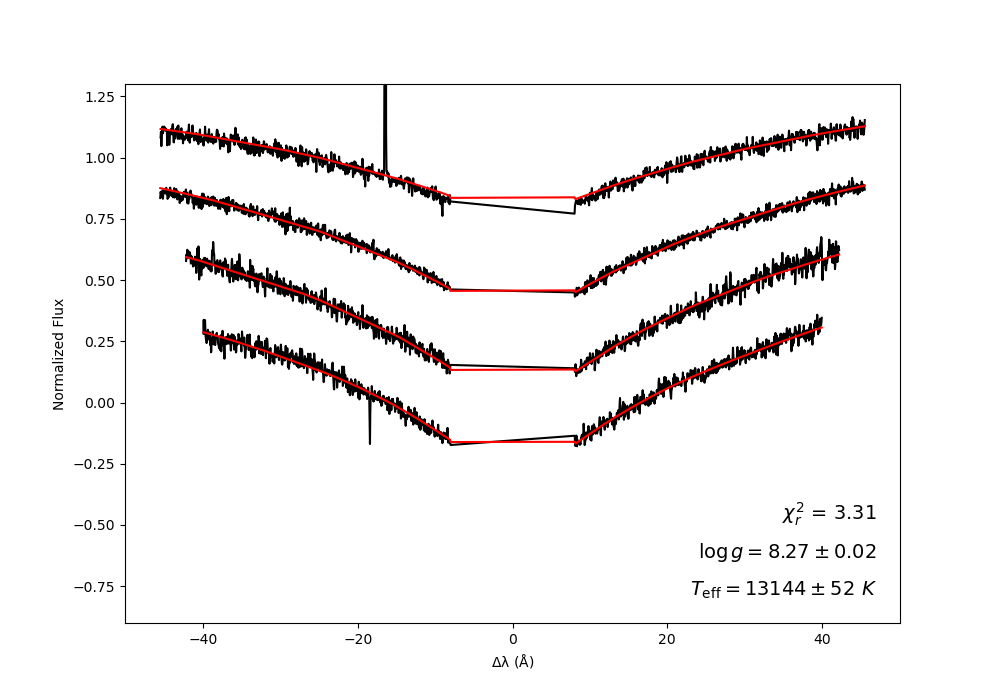 1.25
1.00
0.75
0.50
0.25
0.00
−0.25
−0.50
−0.75
Normalized Flux
χ²ᵣ = 3.31
log g = 8.27 ± 0.02
T_eff = 13144 ± 52 K
−40 −20 0 20 40
Δλ (Å)